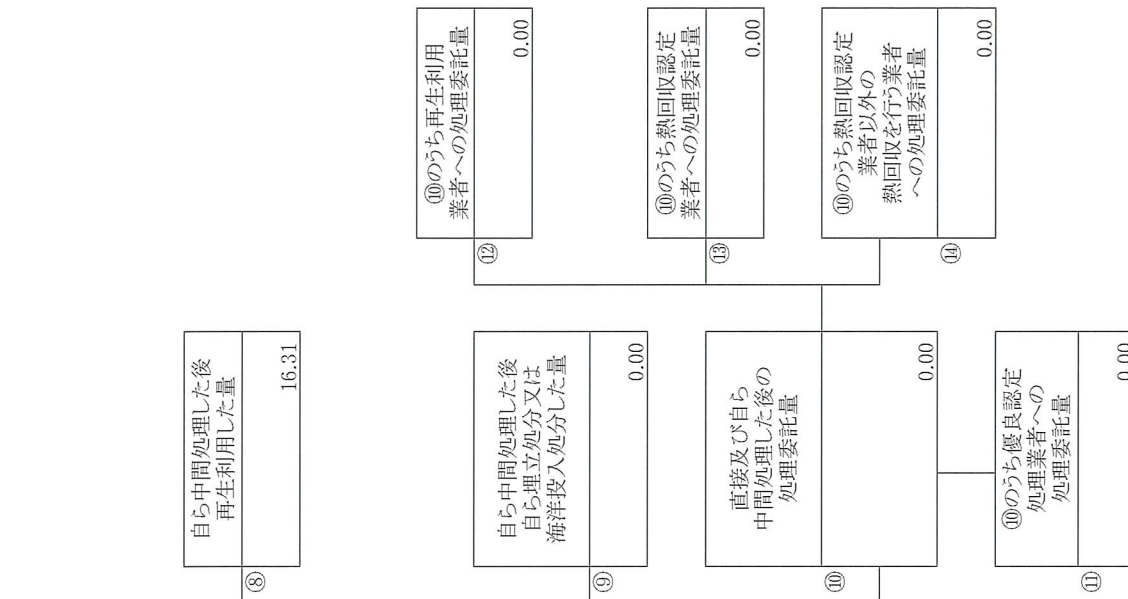 ⑧
自ら中間処理した後
再生利用した量
16.31
⑨
自ら中間処理した後
自ら埋立処分又は
海洋投入処分した量
0.00
⑩
直接及び自ら
中間処理した後の
処理委託量
0.00
⑪
⑩のうち優良認定
処理業者への
処理委託量
0.00
⑫
⑩のうち再生利用
業者への処理委託量
0.00
⑬
⑩のうち熱回収認定
業者への処理委託量
0.00
⑭
⑩のうち熱回収認定
業者以外の
熱回収を行う業者
への処理委託量
0.00